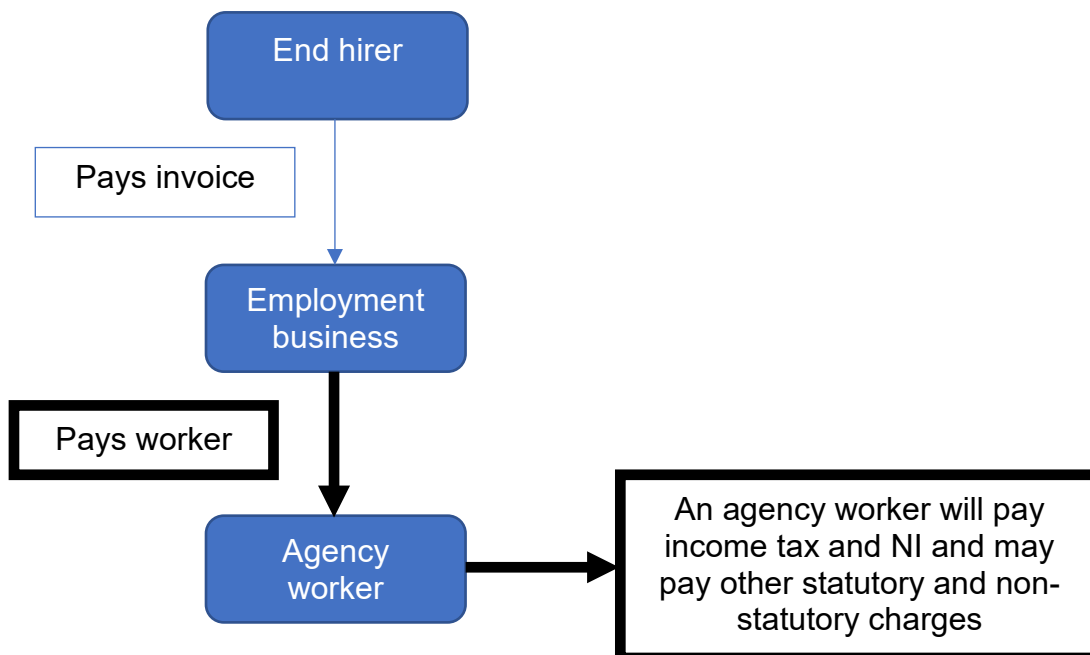 End hirer
Pays invoice
Employment
business
Pays worker
Agency
worker
An agency worker will pay
income tax and NI and may
pay other statutory and non-
statutory charges